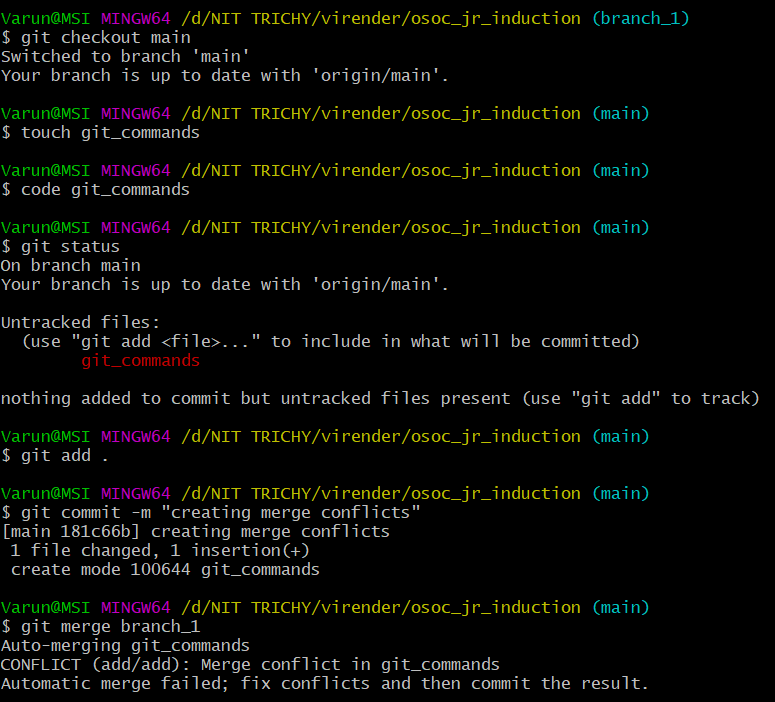 Varun@MSI MINGW64 /d/NIT TRICHY/virender/osoc_jr_induction (branch_1)
$ git checkout main
Switched to branch 'main'
Your branch is up to date with 'origin/main'.
Varun@MSI MINGW64 /d/NIT TRICHY/virender/osoc_jr_induction (main)
$ touch git_commands
Varun@MSI MINGW64 /d/NIT TRICHY/virender/osoc_jr_induction (main)
$ code git_commands
Varun@MSI MINGW64 /d/NIT TRICHY/virender/osoc_jr_induction (main)
$ git status
On branch main
Your branch is up to date with 'origin/main'.
Untracked files:
  (use "git add <file>..." to include in what will be committed)
        git_commands
nothing added to commit but untracked files present (use "git add" to track)
Varun@MSI MINGW64 /d/NIT TRICHY/virender/osoc_jr_induction (main)
$ git add .
Varun@MSI MINGW64 /d/NIT TRICHY/virender/osoc_jr_induction (main)
$ git commit -m "creating merge conflicts"
[main 181c66b] creating merge conflicts
 1 file changed, 1 insertion(+)
 create mode 100644 git_commands
Varun@MSI MINGW64 /d/NIT TRICHY/virender/osoc_jr_induction (main)
$ git merge branch_1
Auto-merging git_commands
CONFLICT (add/add): Merge conflict in git_commands
Automatic merge failed; fix conflicts and then commit the result.